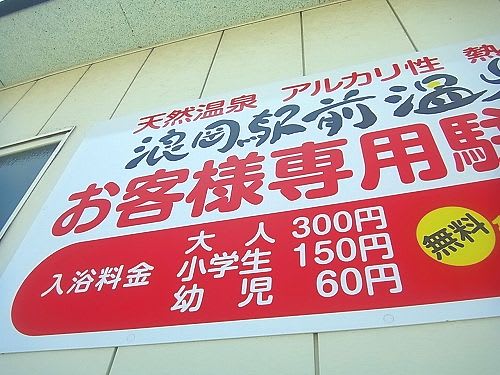 天然温泉 アルカリ性 熱
浪岡駅前温
お客様専用駐
入浴料金
大人 300円
小学生 150円
幼児 60円
無料